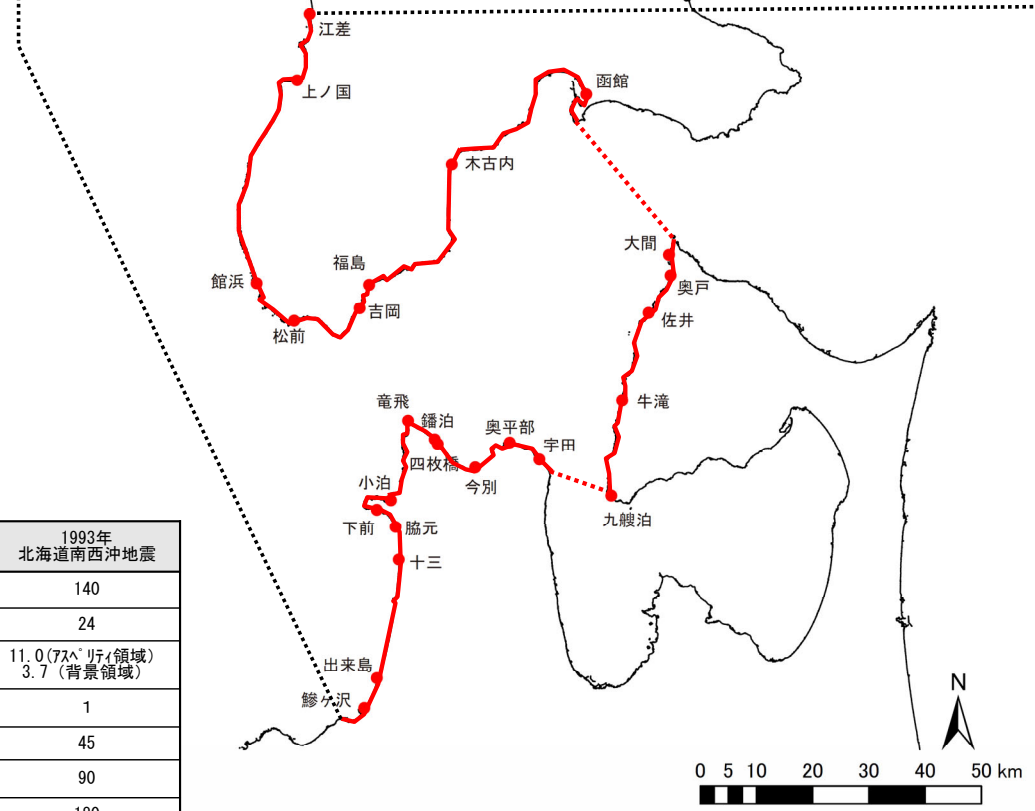 江差
上ノ国
函館
木古内
大間
福島
奥戸
館浜
吉岡
佐井
松前
竜飛
牛滝
鐇泊
奥平部
宇田
四枚橋
今別
小泊
九艘泊
下前
脇元
十三
出来島
鰺ヶ沢
1993年
北海道南西沖地震
140
24
11.0(ｱｽﾍﾟﾘﾃｨ領域)
3.7 (背景領域)
1
45
90
N
0 5 10 20 30 40 50 km